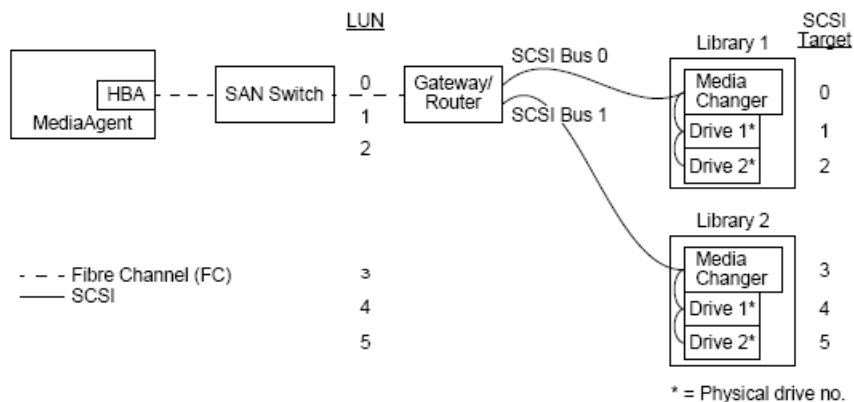 LUN
SCSI
Target
Library 1
SCSI Bus 0
HBA
MediaAgent
SAN Switch
0
1
2
Gateway/
Router
SCSI Bus 1
Media
Changer
0
Drive 1*
1
Drive 2*
2
Library 2
Media
Changer
3
Drive 1*
4
Drive 2*
5
Fibre Channel (FC)
SCSI
3
4
5
* = Physical drive no.